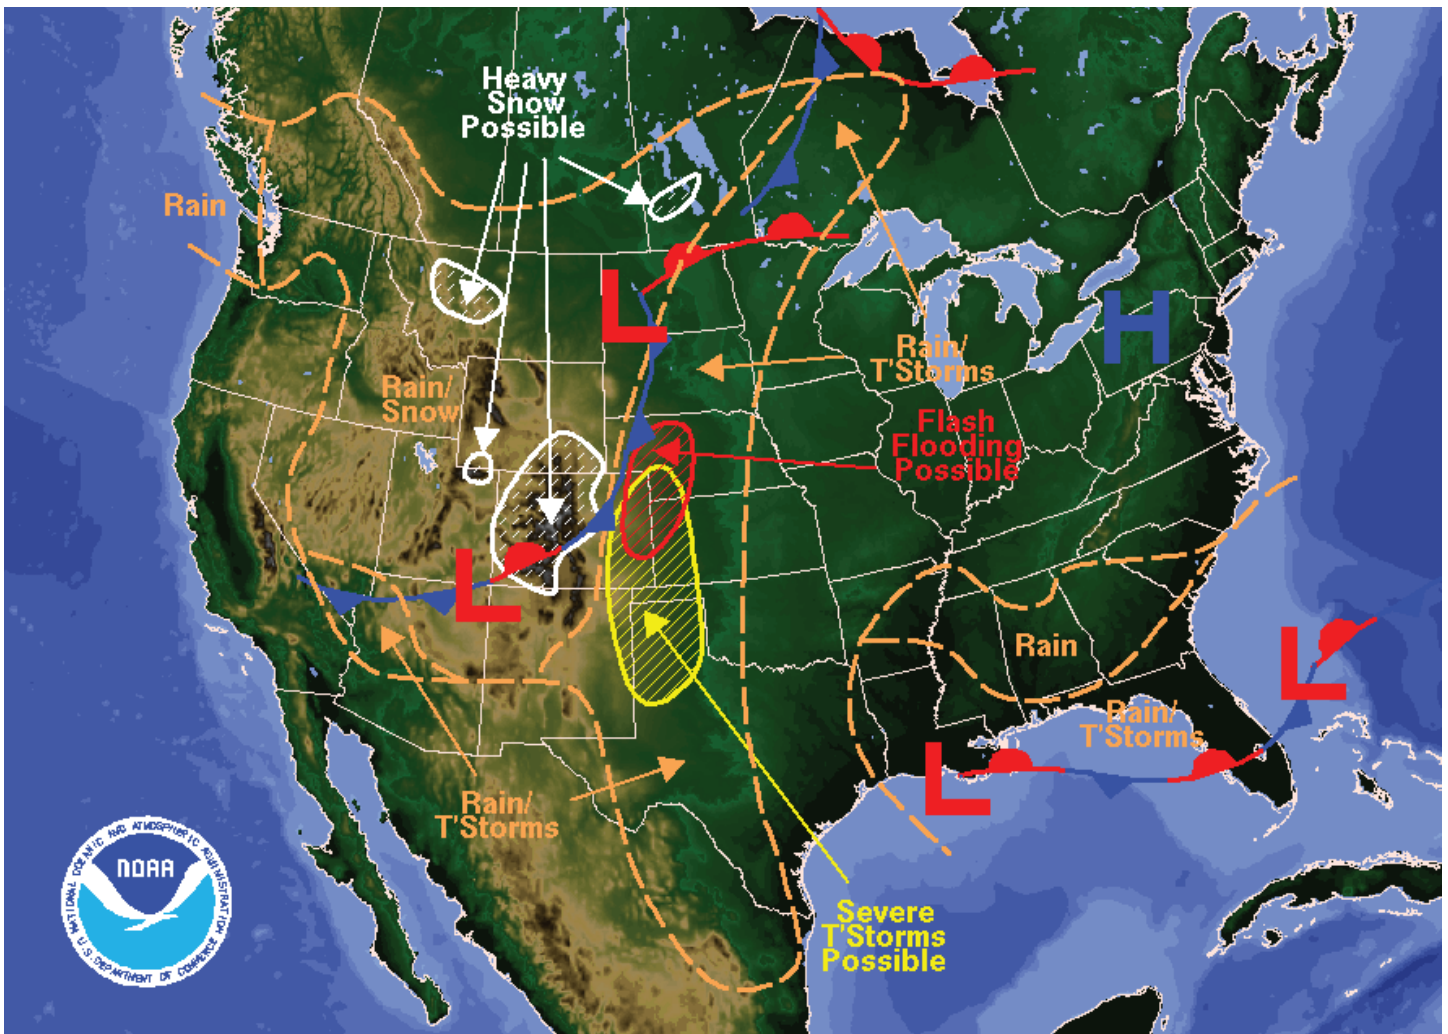 Heavy
Snow
Possible
Rain
L
H
Rain/
T'Storms
Rain/
Snow
Flash
Flooding
Possible
L
Rain
L
Rain/
T'Storms
L
Rain/
T'Storms
Severe
T'Storms
Possible
NATIONAL OCEANIC AND ATMOSPHERIC ADMINISTRATION
NOAA
U.S. DEPARTMENT OF COMMERCE